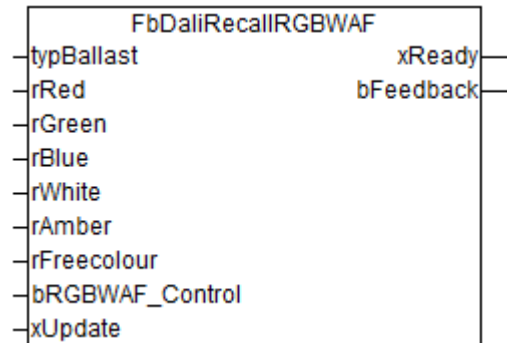 FbDaliRecallRGBWAF
typBallast xReady
rRed bFeedback
rGreen
rBlue
rWhite
rAmber
rFreecolour
bRGBWAF_Control
xUpdate